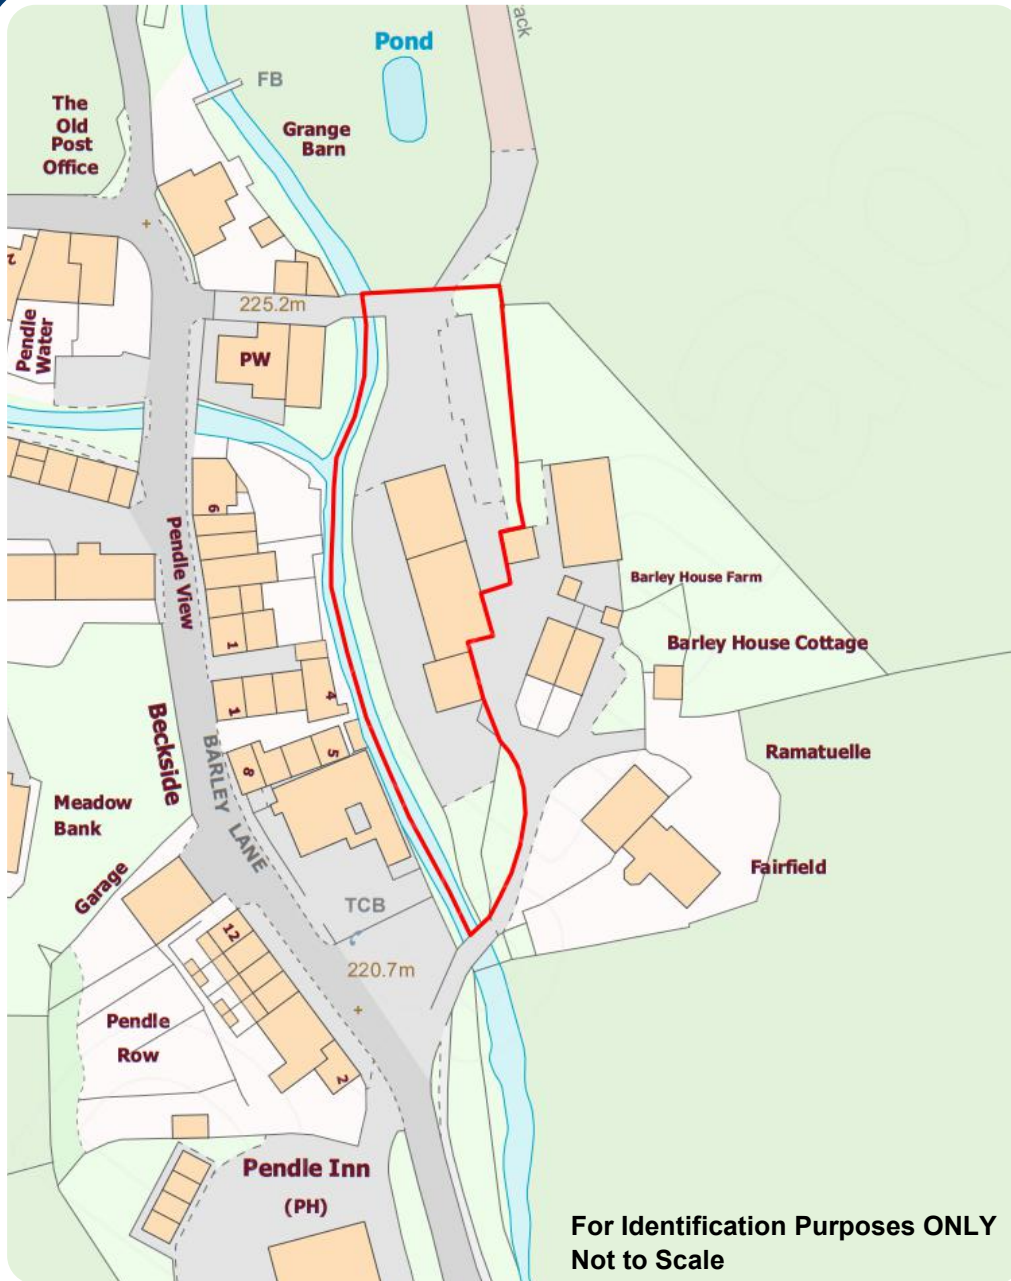 ack
Pond
FB
The
Old
Post
Office
Grange
Barn
225.2m
2
Pendle
Water
PW
6
Pendle View
Barley House Farm
1
Barley House Cottage
4
1
Beckside
BARLEY LANE
5
8
Ramatuelle
Meadow
Bank
Fairfield
Garage
TCB
12
220.7m
Pendle
Row
2
Pendle Inn
(PH)
For Identification Purposes ONLY
Not to Scale